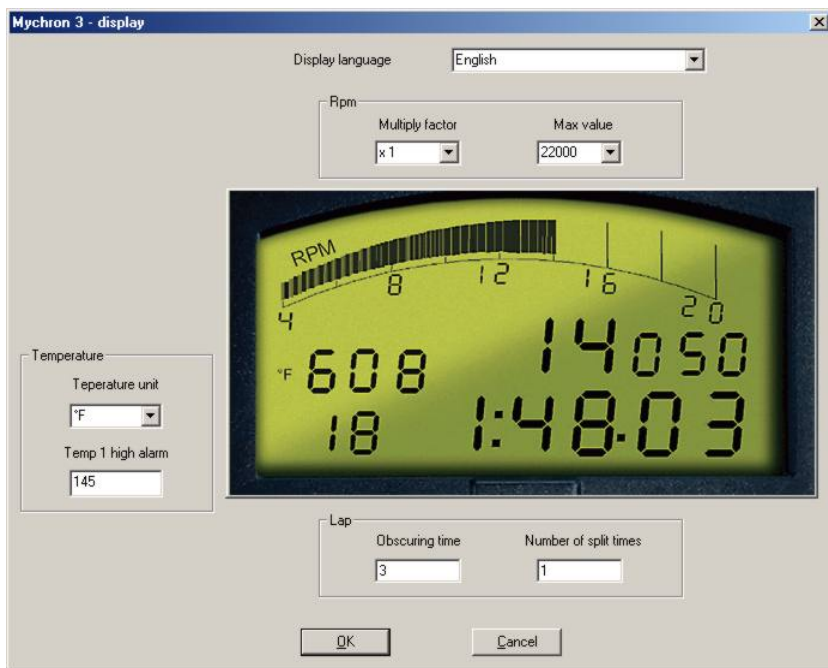 Mychron 3 - display
Display language English
Rpm
Multiply factor Max value
x 1 22000
RPM
4 8 12 16 20
°F 608 14050
18 1:48.03
Temperature
Teperature unit
°F
Temp 1 high alarm
145
Lap
Obscuring time Number of split times
3 1
OK Cancel